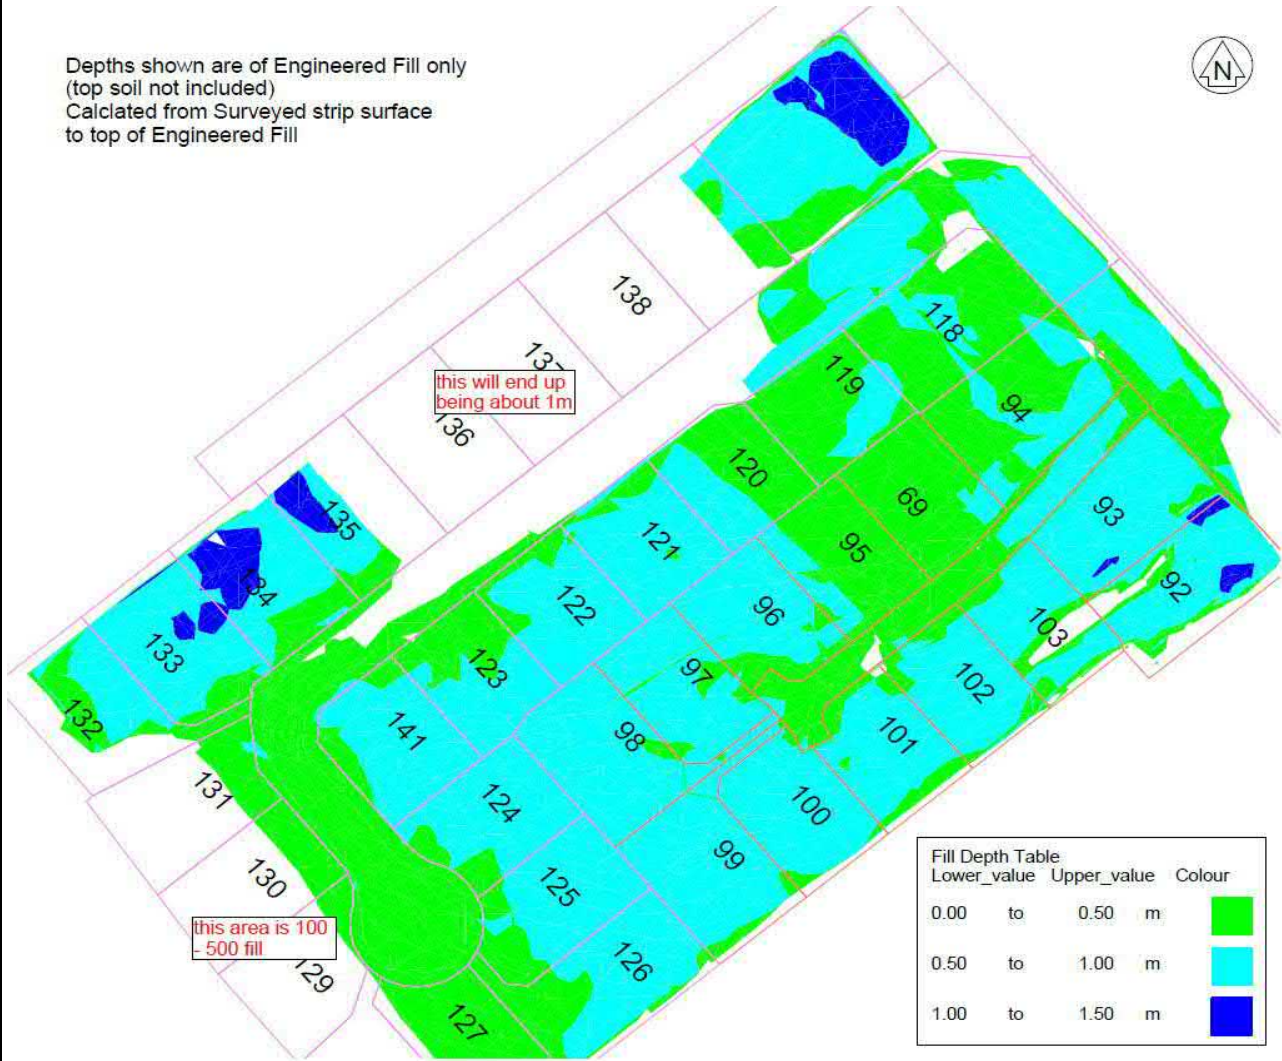 Depths shown are of Engineered Fill only
(top soil not included)
Calclated from Surveyed strip surface
to top of Engineered Fill
N
138
137
this will end up
being about 1m
136
118
119
94
120
69
93
135
121
95
92
134
122
96
103
133
123
97
102
132
141
98
101
131
124
100
130
125
99
this area is 100
- 500 fill
129
126
127
Fill Depth Table
Lower_value Upper_value Colour
0.00 to 0.50 m
0.50 to 1.00 m
1.00 to 1.50 m